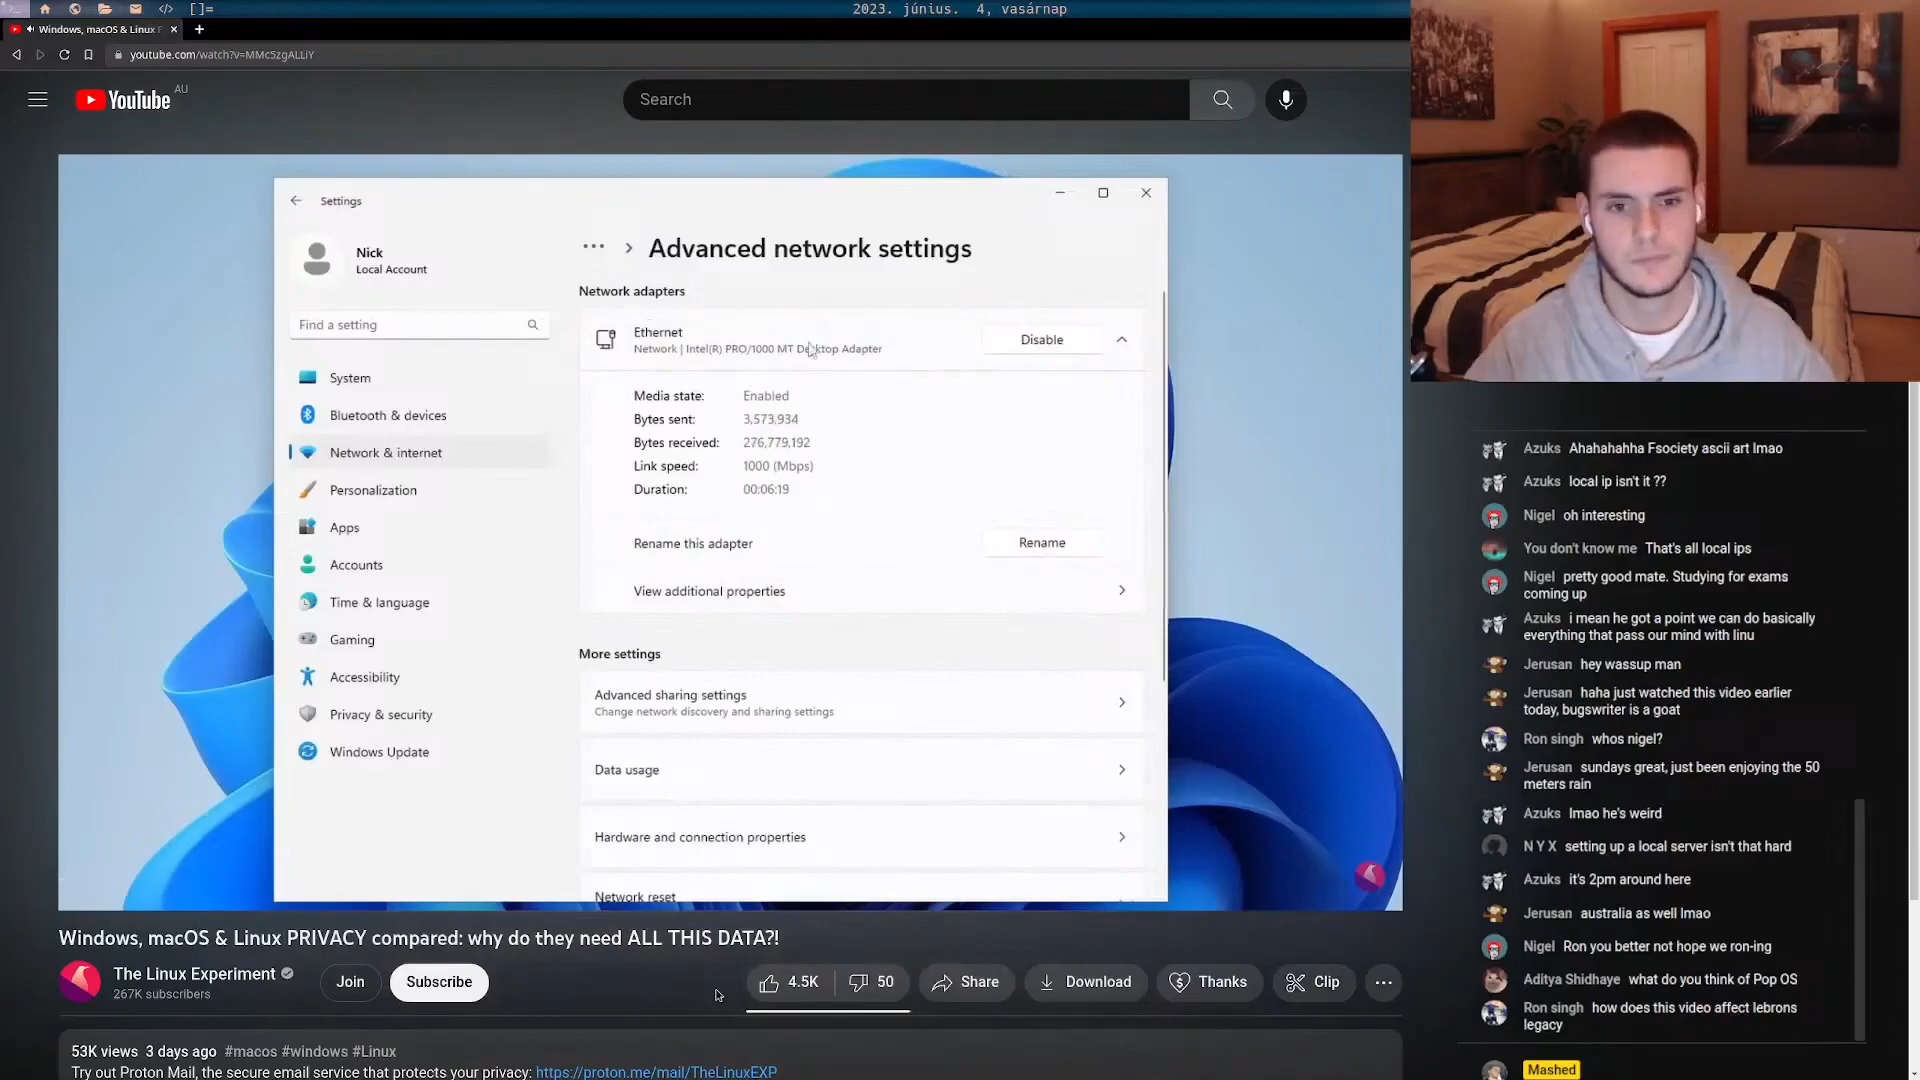 []=
2023. június. 4, vasárnap
Windows, macOS & Linux P
youtube.com/watch?v=MMc5zgALLiY
YouTube AU
Search
Settings
Nick
Local Account
Find a setting
System
Bluetooth & devices
Network & internet
Personalization
Apps
Accounts
Time & language
Gaming
Accessibility
Privacy & security
Windows Update
Advanced network settings
Network adapters
Ethernet
Network | Intel(R) PRO/1000 MT Desktop Adapter
Disable
Media state: Enabled
Bytes sent: 3,573,934
Bytes received: 276,779,192
Link speed: 1000 (Mbps)
Duration: 00:06:19
Rename this adapter
Rename
View additional properties
More settings
Advanced sharing settings
Change network discovery and sharing settings
Data usage
Hardware and connection properties
Network reset
Windows, macOS & Linux PRIVACY compared: why do they need ALL THIS DATA?!
The Linux Experiment
267K subscribers
Join
Subscribe
4.5K
50
Share
Download
Thanks
Clip
53K views 3 days ago #macos #windows #Linux
Try out Proton Mail, the secure email service that protects your privacy: https://proton.me/mail/TheLinuxEXP
Azuks Ahahahahha Fsociety ascii art lmao
Azuks local ip isn't it ??
Nigel oh interesting
You don't know me That's all local ips
Nigel pretty good mate. Studying for exams
coming up
Azuks i mean he got a point we can do basically
everything that pass our mind with linu
Jerusan hey wassup man
Jerusan haha just watched this video earlier
today, bugswriter is a goat
Ron singh whos nigel?
Jerusan sundays great, just been enjoying the 50
meters rain
Azuks lmao he's weird
N Y X setting up a local server isn't that hard
Azuks it's 2pm around here
Jerusan australia as well lmao
Nigel Ron you better not hope we ron-ing
Aditya Shidhaye what do you think of Pop OS
Ron singh how does this video affect lebrons
legacy
Mashed